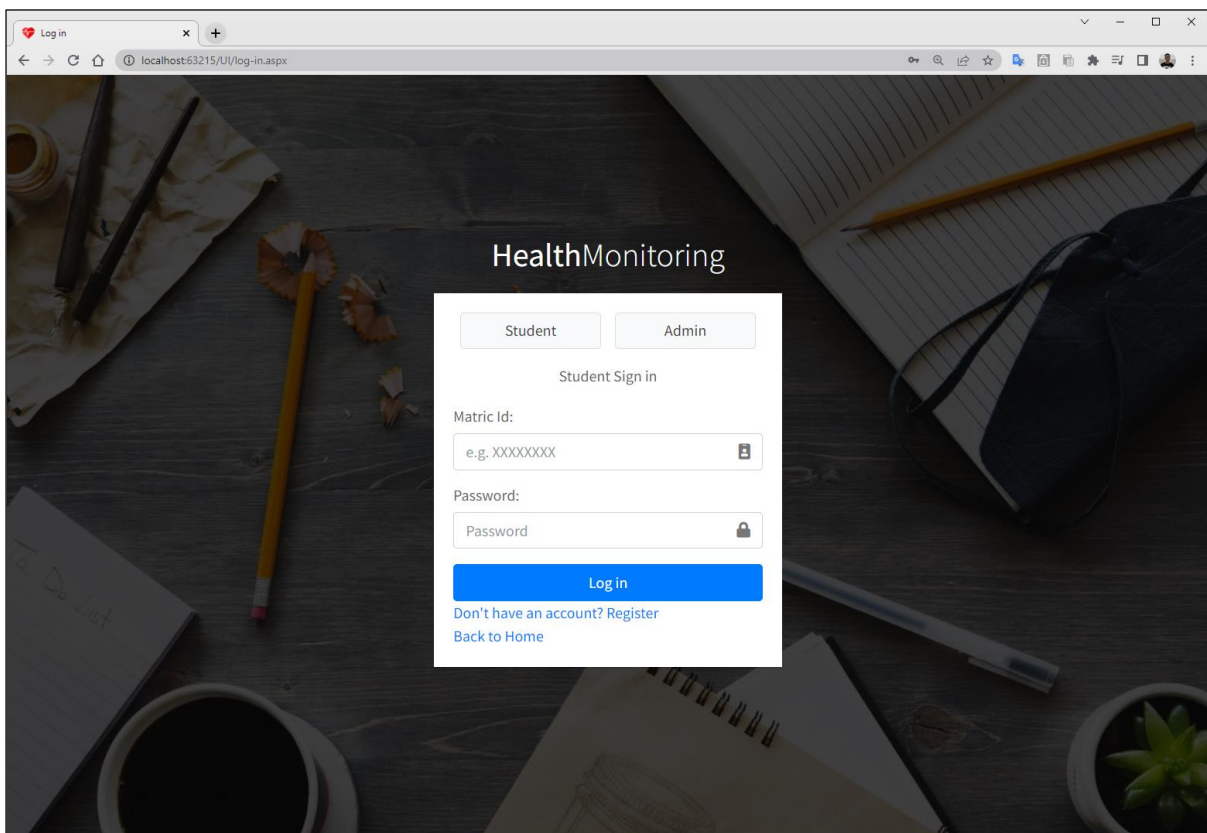 Log in
localhost:63215/UI/log-in.aspx
HealthMonitoring
Student Admin
Student Sign in
Matric Id:
e.g. XXXXXXXX
Password:
Password
Log in
Don't have an account? Register
Back to Home
To Do List